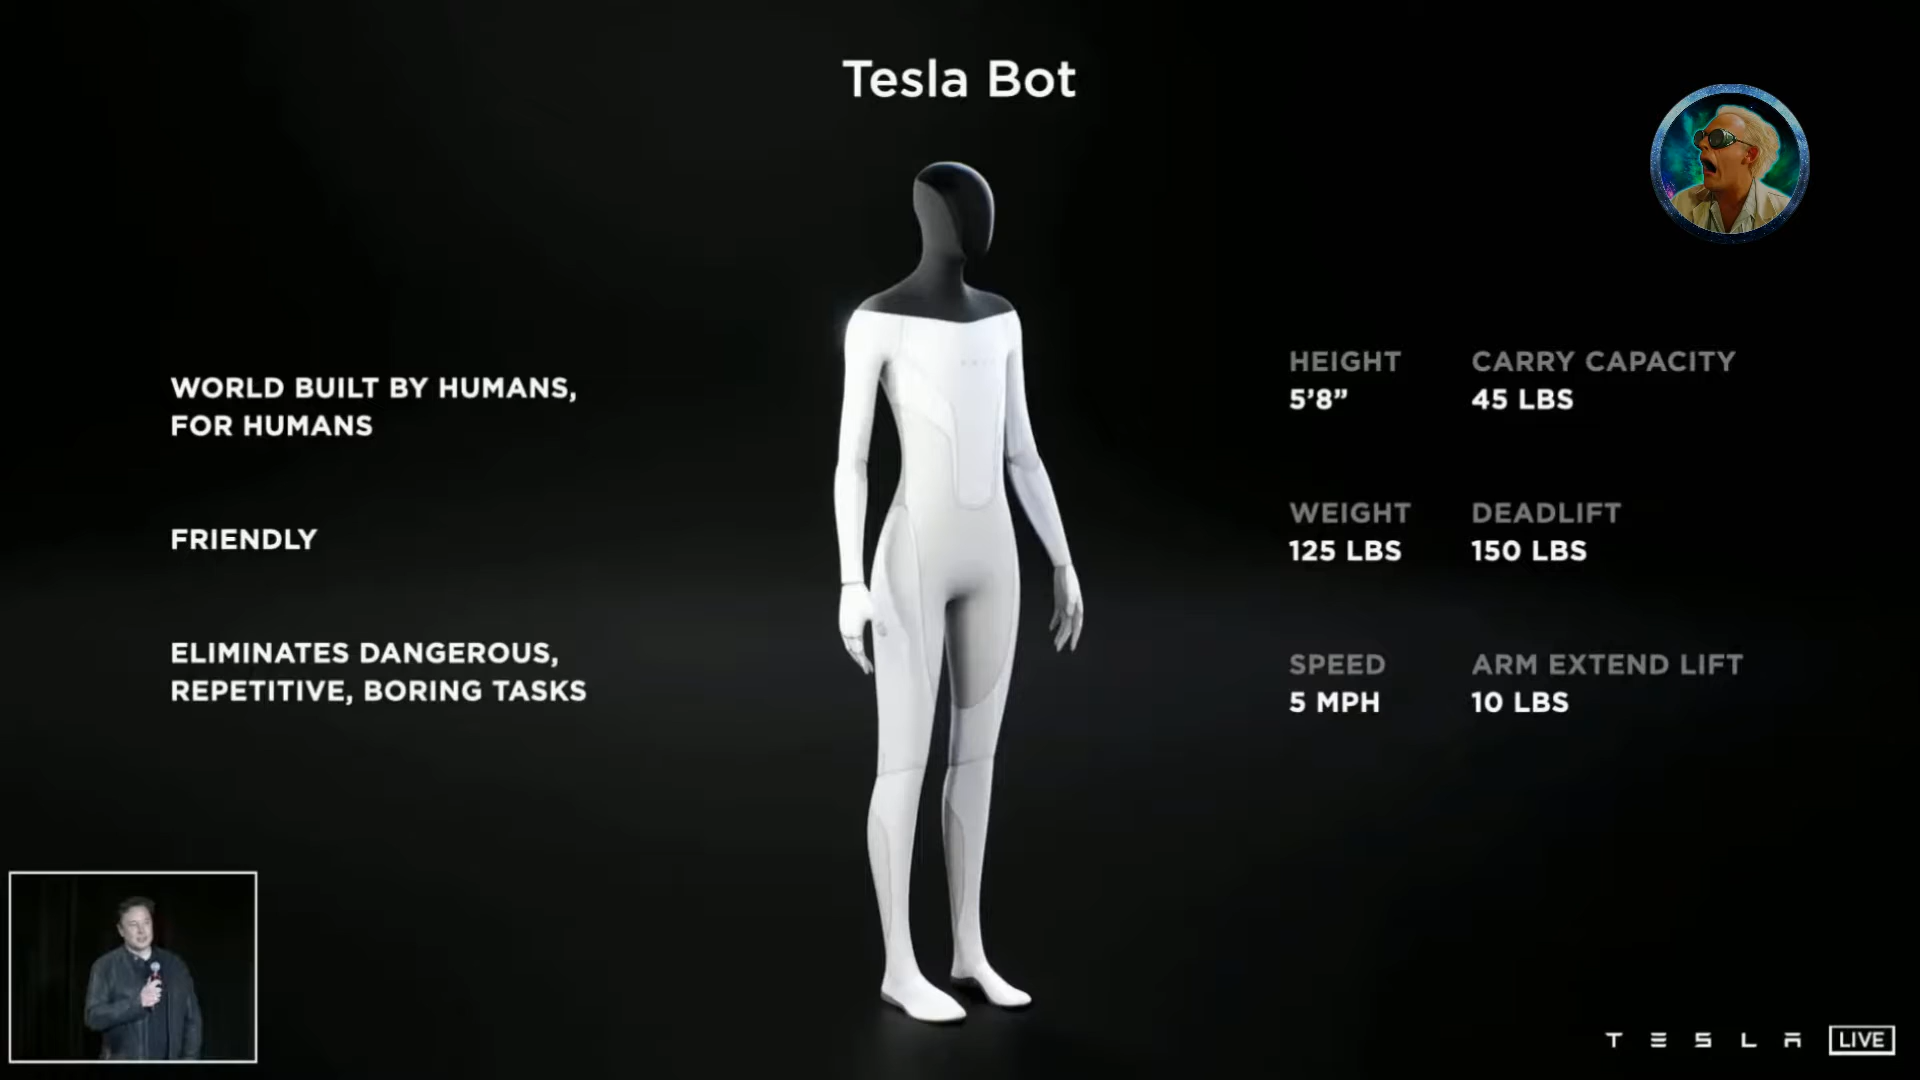 Tesla Bot
WORLD BUILT BY HUMANS,
FOR HUMANS
FRIENDLY
ELIMINATES DANGEROUS,
REPETITIVE, BORING TASKS
HEIGHT
5’8”
CARRY CAPACITY
45 LBS
WEIGHT
125 LBS
DEADLIFT
150 LBS
SPEED
5 MPH
ARM EXTEND LIFT
10 LBS
TESLA LIVE